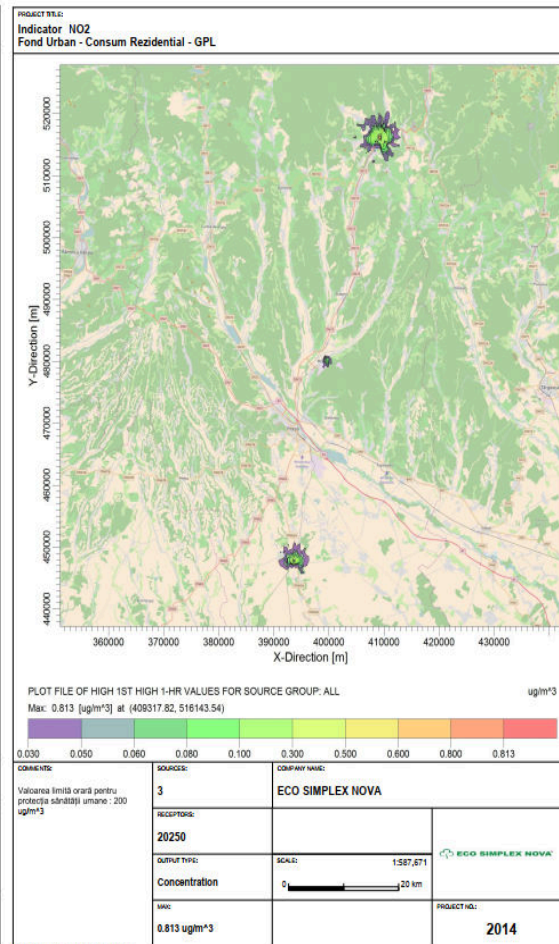 PROJECT TITLE:
Indicator NO2
Fond Urban - Consum Rezidential - GPL
Y-Direction [m]
520000
510000
500000
490000
480000
470000
460000
450000
440000
360000 370000 380000 390000 400000 410000 420000 430000
X-Direction [m]
PLOT FILE OF HIGH 1ST HIGH 1-HR VALUES FOR SOURCE GROUP: ALL
ug/m^3
Max: 0.813 [ug/m^3] at (409317.82, 516143.54)
0.030 0.050 0.060 0.080 0.100 0.300 0.500 0.600 0.800 0.813
COMMENTS:
Valoarea limită orară pentru
protecția sănătății umane : 200
ug/m^3
SOURCES:
3
COMPANY NAME:
ECO SIMPLEX NOVA
RECEPTORS:
20250
OUTPUT TYPE:
Concentration
SCALE:
1:587,671
0
20 km
ECO SIMPLEX NOVA
MAX:
0.813 ug/m^3
PROJECT NO.:
2014